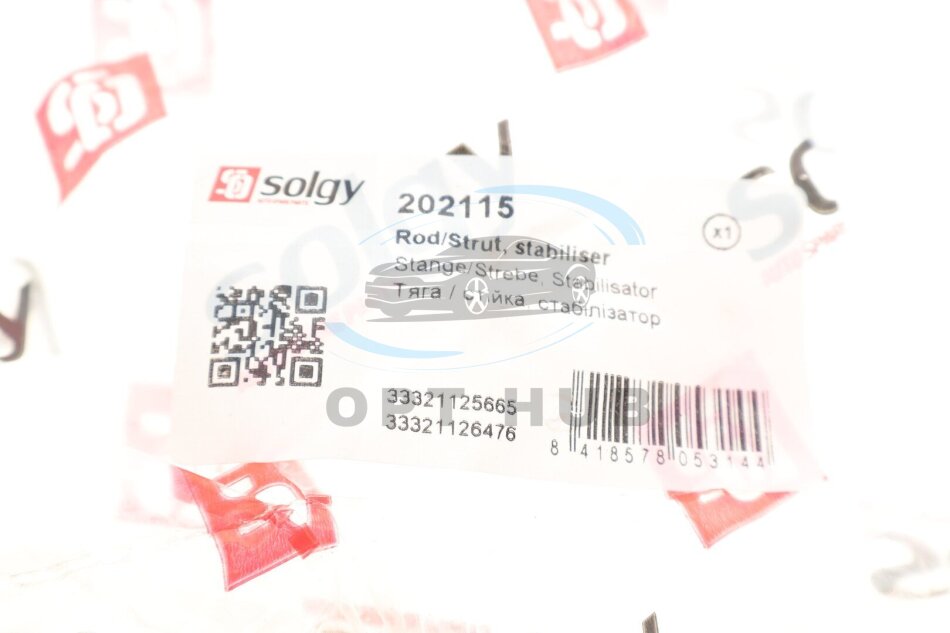 solgy
202115
x1
Rod/Strut, stabiliser
Stange/Strebe, Stabilisator
Тяга / стійка, стабілізатор
OPT HUB
33321125665
33321126476
8 418578 053144